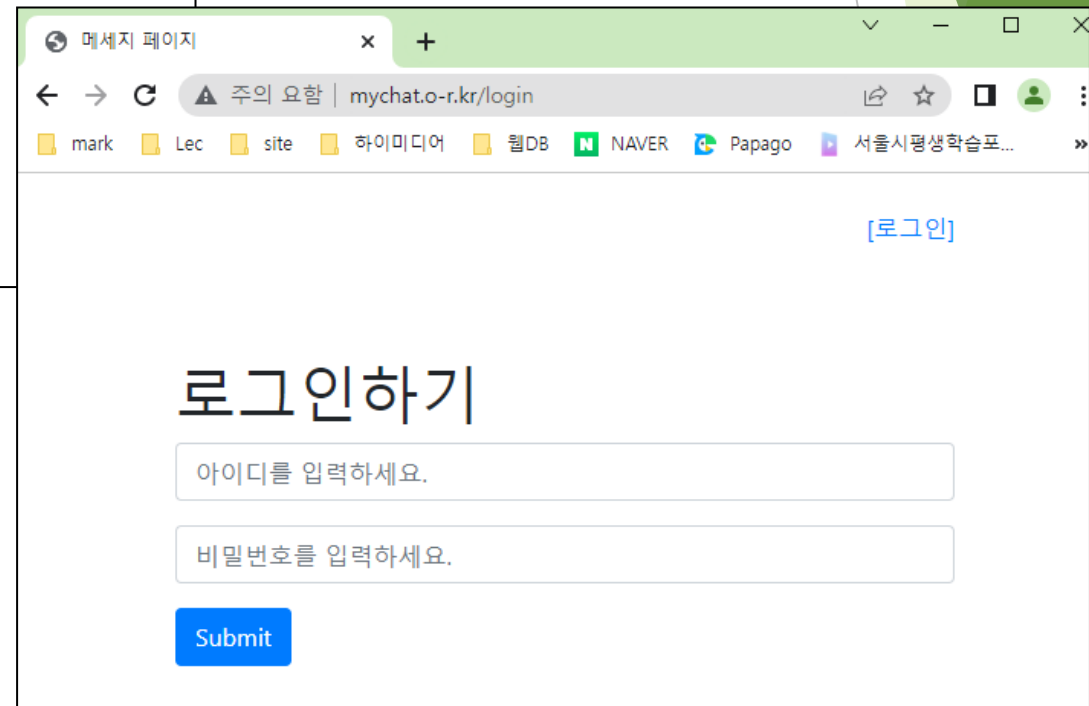 메세지 페이지
주의 요함 mychat.o-r.kr/login
mark Lec site 하이미디어 웹DB NAVER Papago 서울시평생학습포...
[로그인]
로그인하기
아이디를 입력하세요.
비밀번호를 입력하세요.
Submit